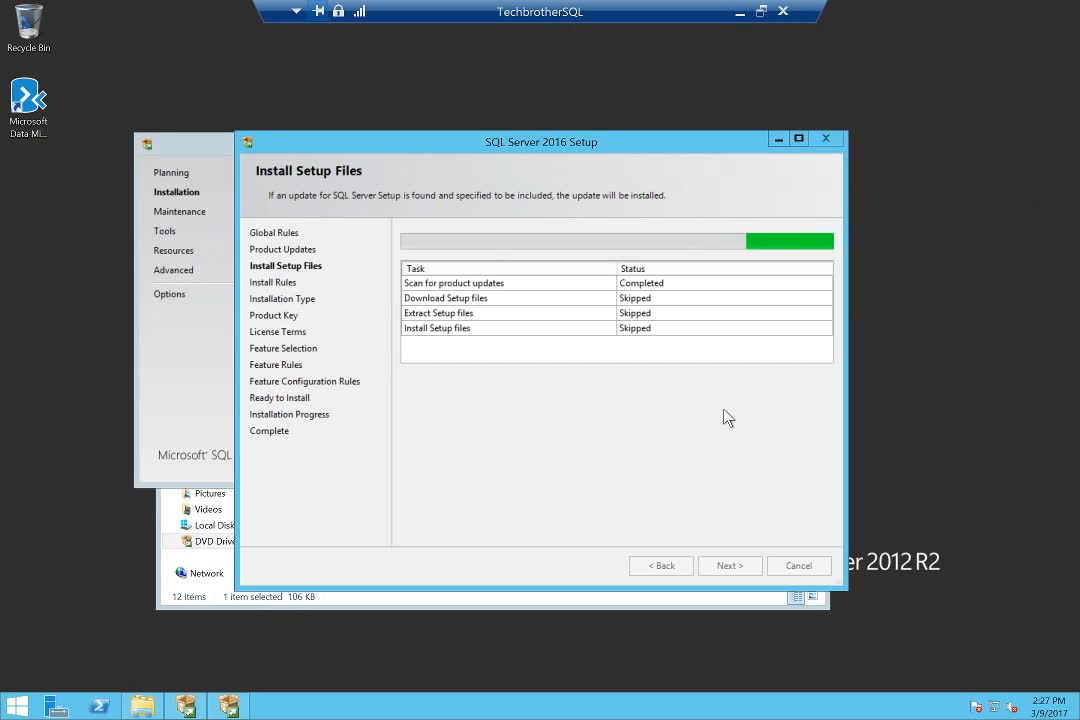 TechbrotherSQL
Recycle Bin
Microsoft
Data Mi...
SQL Server 2016 Setup
Install Setup Files
If an update for SQL Server Setup is found and specified to be included, the update will be installed.
Planning
Installation
Maintenance
Tools
Resources
Advanced
Options
Microsoft SQL
Global Rules
Product Updates
Install Setup Files
Install Rules
Installation Type
Product Key
License Terms
Feature Selection
Feature Rules
Feature Configuration Rules
Ready to Install
Installation Progress
Complete
Task Status
Scan for product updates Completed
Download Setup files Skipped
Extract Setup files Skipped
Install Setup files Skipped
< Back Next > Cancel
Pictures
Videos
Local Disk
DVD Drive
Network
12 items 1 item selected 106 KB
er 2012 R2
2:27 PM
3/9/2017